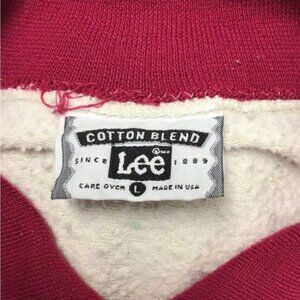 COTTON BLEND
SINCE Lee 1889
CARE OVER L MADE IN USA